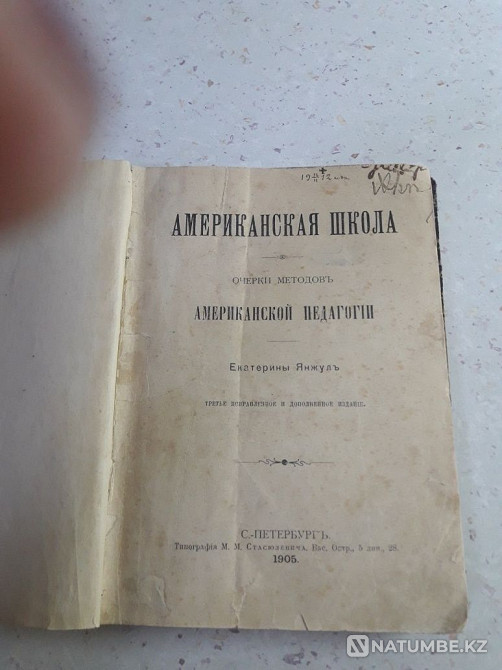 АМЕРИКАНСКАЯ ШКОЛА
ОЧЕРКИ МЕТОДОВЪ
АМЕРИКАНСКОЙ ПЕДАГОГІИ
Екатерины Янжулъ
ТРЕТЬЕ ИСПРАВЛЕННОЕ И ДОПОЛНЕННОЕ ИЗДАНІЕ.
С.-ПЕТЕРБУРГЪ.
Типографія М. М. Стасюлевича, Вас. Остр., 5 лин., 28.
1905.
NATUMBE.KZ